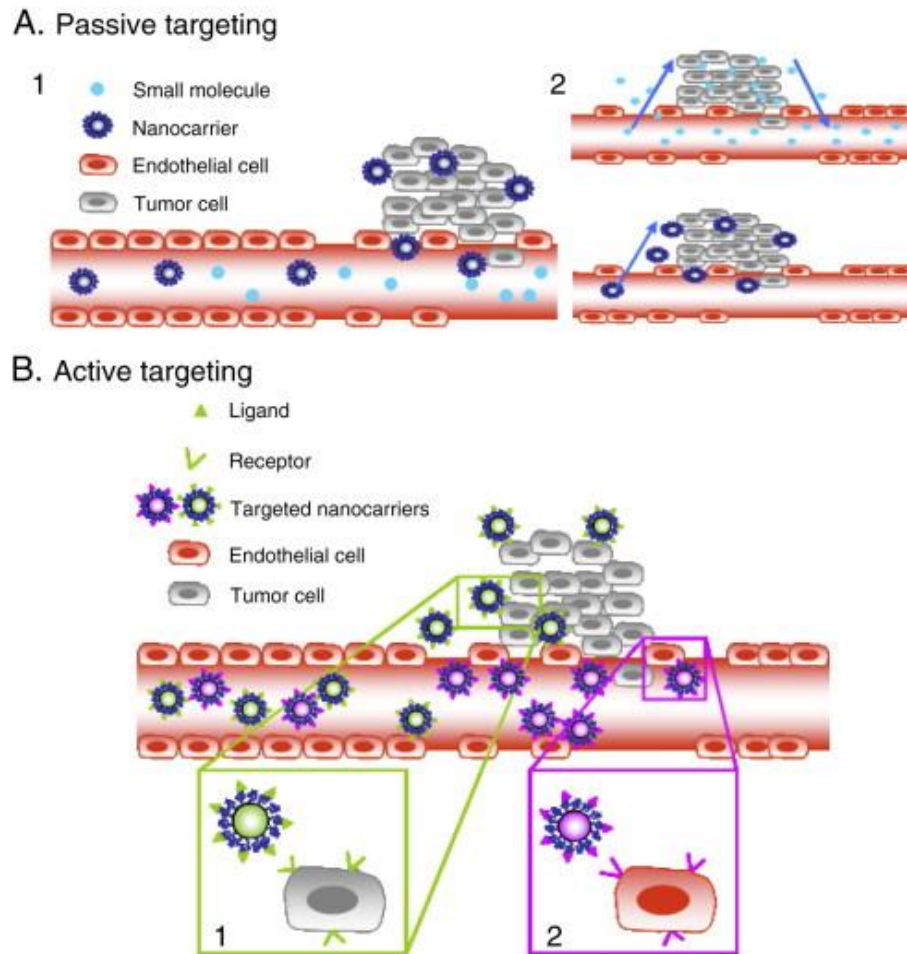 A. Passive targeting
1
Small molecule
Nanocarrier
Endothelial cell
Tumor cell
2
B. Active targeting
Ligand
Receptor
Targeted nanocarriers
Endothelial cell
Tumor cell
1
2